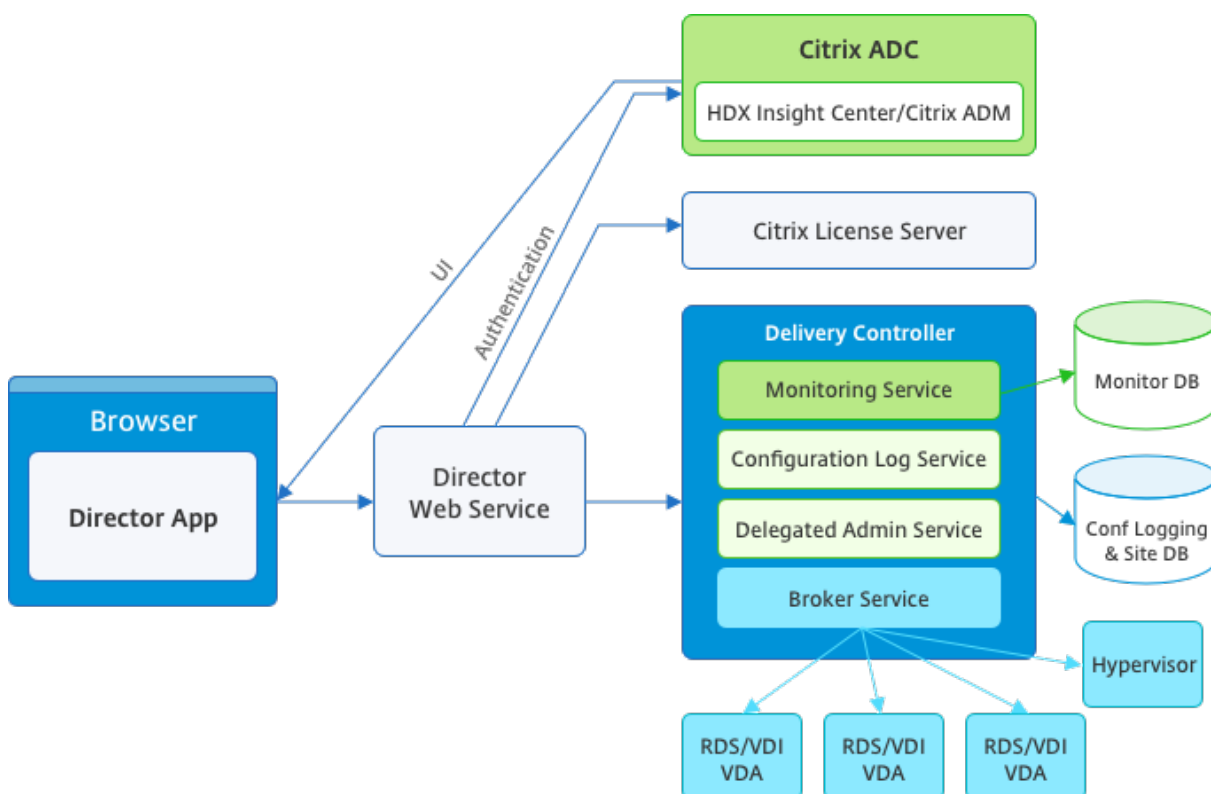 Citrix ADC
HDX Insight Center/Citrix ADM
UI
Authentication
Citrix License Server
Delivery Controller
Monitoring Service
Configuration Log Service
Delegated Admin Service
Broker Service
Monitor DB
Conf Logging
& Site DB
Browser
Director App
Director
Web Service
Hypervisor
RDS/VDI
VDA
RDS/VDI
VDA
RDS/VDI
VDA